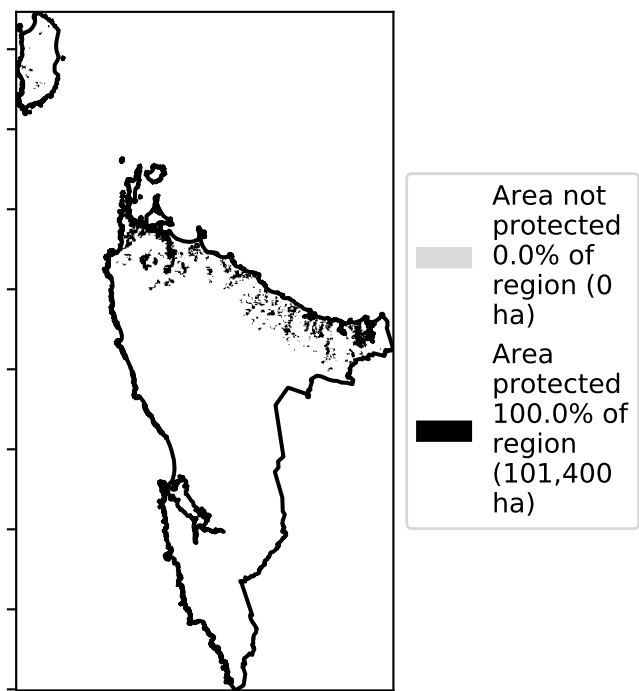 Area not
protected
0.0% of
region (0
ha)
Area
protected
100.0% of
region
(101,400
ha)